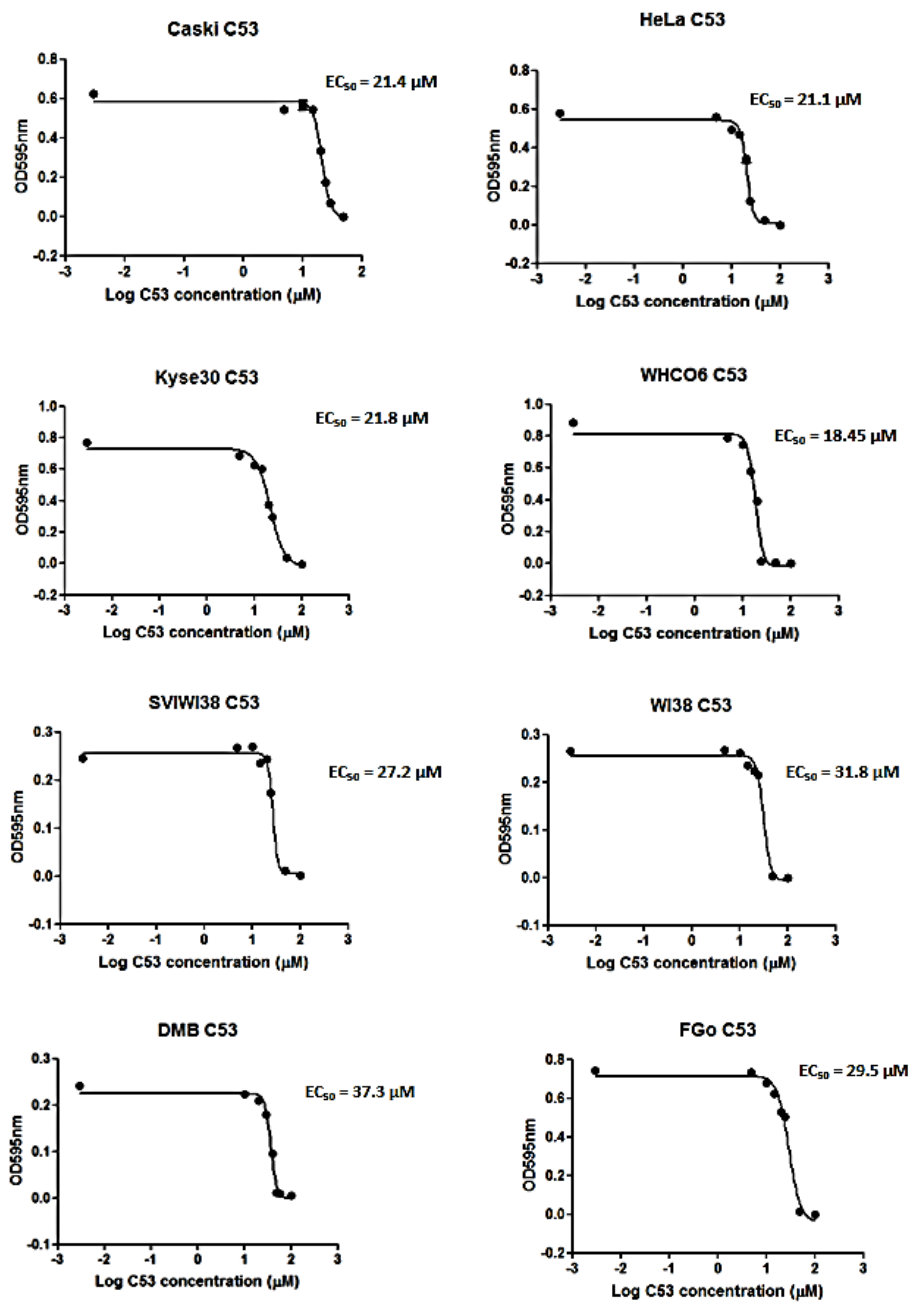 Caski C53
EC50 = 21.4 µM
OD595nm
0.8
0.6
0.4
0.2
0.0
-0.2
-3 -2 -1 0 1 2
Log C53 concentration (µM)
HeLa C53
EC50 = 21.1 µM
OD595nm
0.8
0.6
0.4
0.2
0.0
-0.2
-3 -2 -1 0 1 2 3
Log C53 concentration (µM)
Kyse30 C53
EC50 = 21.8 µM
OD595nm
1.0
0.8
0.6
0.4
0.2
0.0
-0.2
-3 -2 -1 0 1 2 3
Log C53 concentration (µM)
WHCO6 C53
EC50 = 18.45 µM
OD595nm
1.0
0.8
0.6
0.4
0.2
0.0
-0.2
-3 -2 -1 0 1 2 3
Log C53 concentration (µM)
SVIWI38 C53
EC50 = 27.2 µM
OD595nm
0.3
0.2
0.1
0.0
-0.1
-3 -2 -1 0 1 2 3
Log C53 concentration (µM)
WI38 C53
EC50 = 31.8 µM
OD595nm
0.3
0.2
0.1
0.0
-0.1
-3 -2 -1 0 1 2 3
Log C53 concentration (µM)
DMB C53
EC50 = 37.3 µM
OD595nm
0.3
0.2
0.1
0.0
-0.1
-3 -2 -1 0 1 2 3
Log C53 concentration (µM)
FGo C53
EC50 = 29.5 µM
OD595nm
0.8
0.6
0.4
0.2
0.0
-0.2
-3 -2 -1 0 1 2 3
Log C53 concentration (µM)